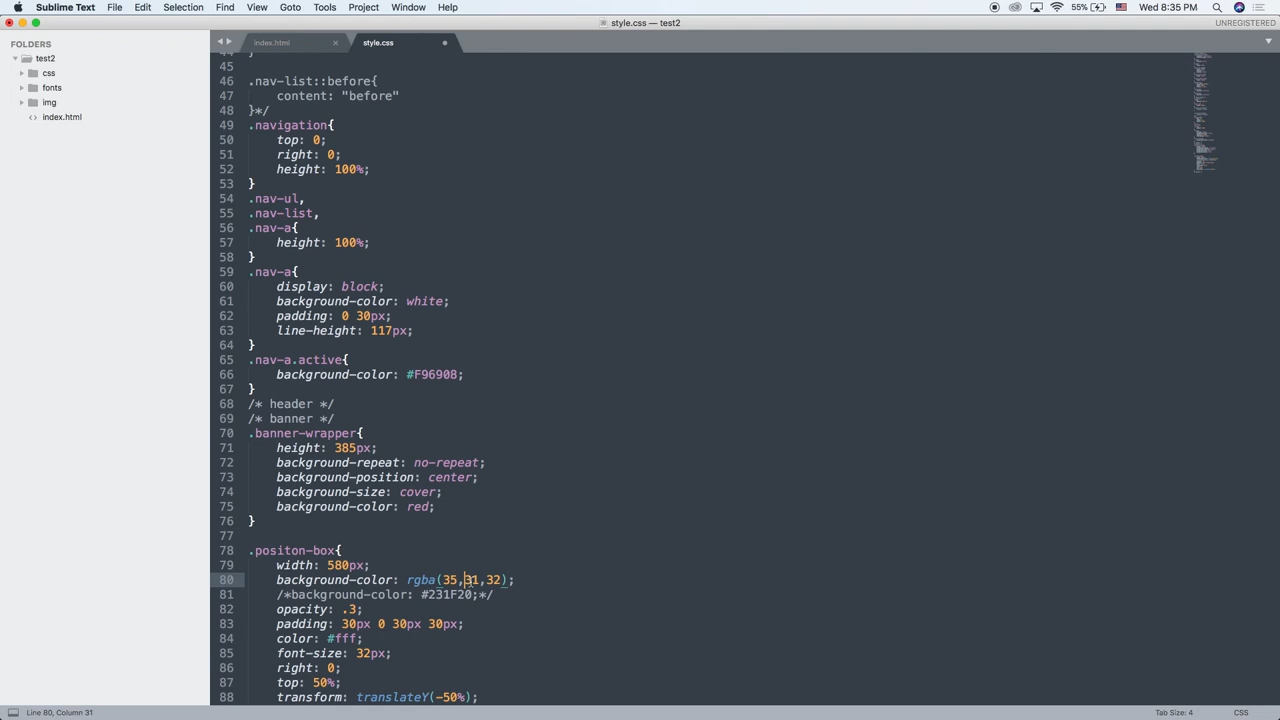 Sublime Text File Edit Selection Find View Goto Tools Project Window Help 55% Wed 8:35 PM
style.css — test2 UNREGISTERED
FOLDERS
test2
css
fonts
img
index.html
index.html × style.css
45
46 .nav-list::before{
47 content: "before"
48 }*/
49 .navigation{
50 top: 0;
51 right: 0;
52 height: 100%;
53 }
54 .nav-ul,
55 .nav-list,
56 .nav-a{
57 height: 100%;
58 }
59 .nav-a{
60 display: block;
61 background-color: white;
62 padding: 0 30px;
63 line-height: 117px;
64 }
65 .nav-a.active{
66 background-color: #F96908;
67 }
68 /* header */
69 /* banner */
70 .banner-wrapper{
71 height: 385px;
72 background-repeat: no-repeat;
73 background-position: center;
74 background-size: cover;
75 background-color: red;
76 }
77
78 .positon-box{
79 width: 580px;
80 background-color: rgba(35,31,32);
81 /*background-color: #231F20;*/
82 opacity: .3;
83 padding: 30px 0 30px 30px;
84 color: #fff;
85 font-size: 32px;
86 right: 0;
87 top: 50%;
88 transform: translateY(-50%);
Line 80, Column 31 Tab Size: 4 CSS